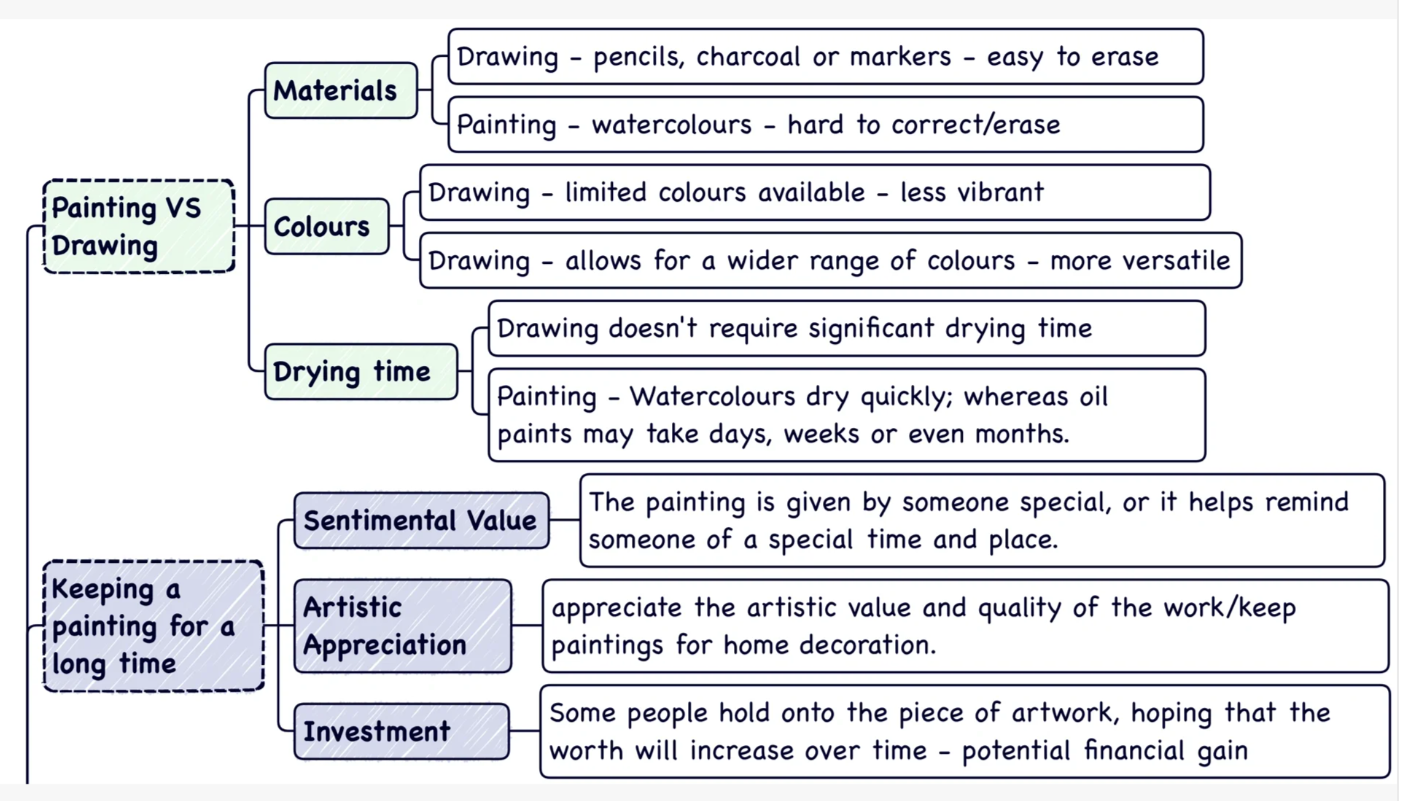 Painting VS
Drawing
Materials
Drawing – pencils, charcoal or markers – easy to erase
Painting – watercolours – hard to correct/erase
Colours
Drawing – limited colours available – less vibrant
Drawing – allows for a wider range of colours – more versatile
Drying time
Drawing doesn't require significant drying time
Painting – Watercolours dry quickly; whereas oil
paints may take days, weeks or even months.
Keeping a
painting for a
long time
Sentimental Value
The painting is given by someone special, or it helps remind
someone of a special time and place.
Artistic
Appreciation
appreciate the artistic value and quality of the work/keep
paintings for home decoration.
Investment
Some people hold onto the piece of artwork, hoping that the
worth will increase over time – potential financial gain